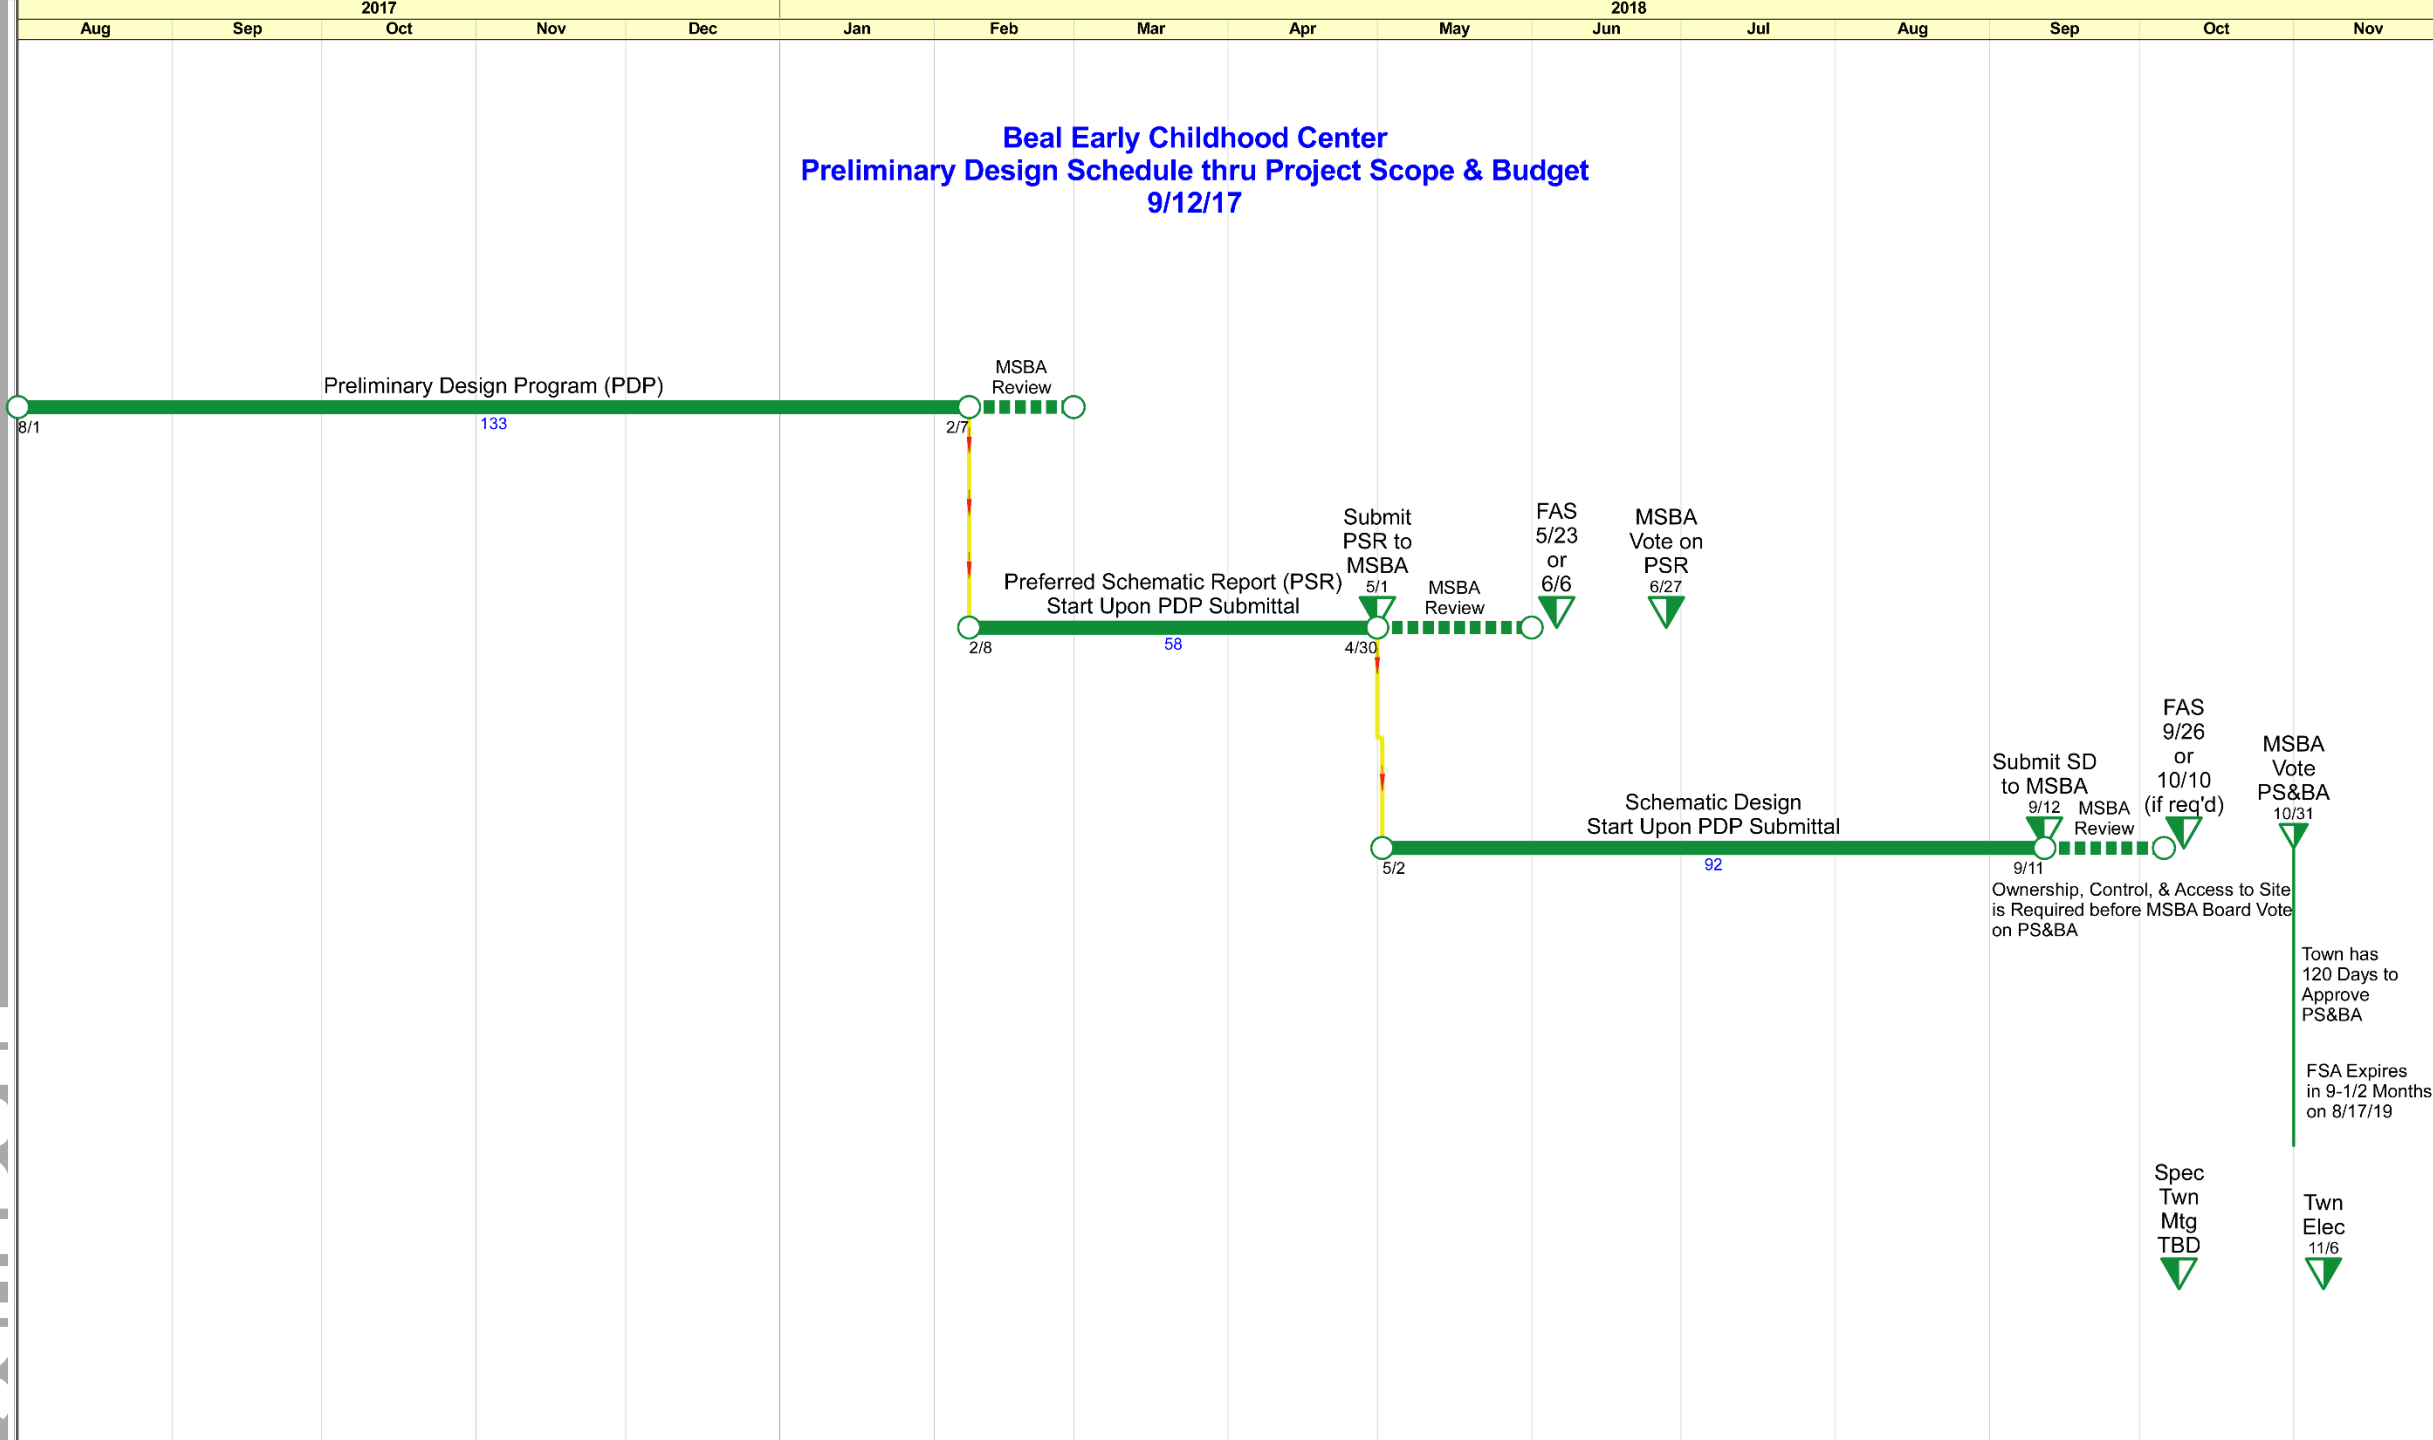 2017
2018
Aug
Sep
Oct
Nov
Dec
Jan
Feb
Mar
Apr
May
Jun
Jul
Aug
Sep
Oct
Nov
Beal Early Childhood Center
Preliminary Design Schedule thru Project Scope & Budget
9/12/17
Preliminary Design Program (PDP)
8/1
133
2/7
MSBA
Review
Preferred Schematic Report (PSR)
Start Upon PDP Submittal
2/8
58
4/30
Submit
PSR to
MSBA
5/1
MSBA
Review
FAS
5/23
or
6/6
MSBA
Vote on
PSR
6/27
Schematic Design
Start Upon PDP Submittal
5/2
92
9/11
Submit SD
to MSBA
9/12
MSBA
Review
FAS
9/26
or
10/10
(if req'd)
MSBA
Vote
PS&BA
10/31
Ownership, Control, & Access to Site
is Required before MSBA Board Vote
on PS&BA
Town has
120 Days to
Approve
PS&BA
FSA Expires
in 9-1/2 Months
on 8/17/19
Spec
Twn
Mtg
TBD
Twn
Elec
11/6